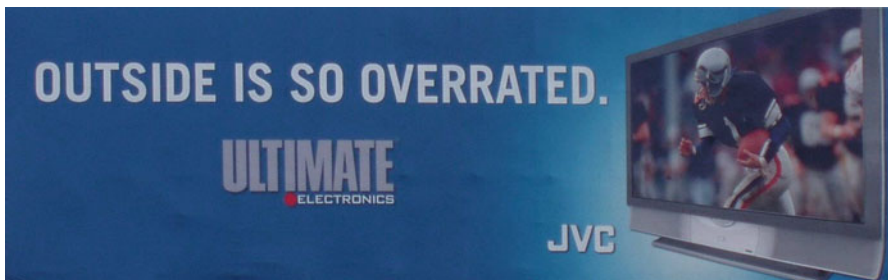 OUTSIDE IS SO OVERRATED.
ULTIMATE
ELECTRONICS
JVC